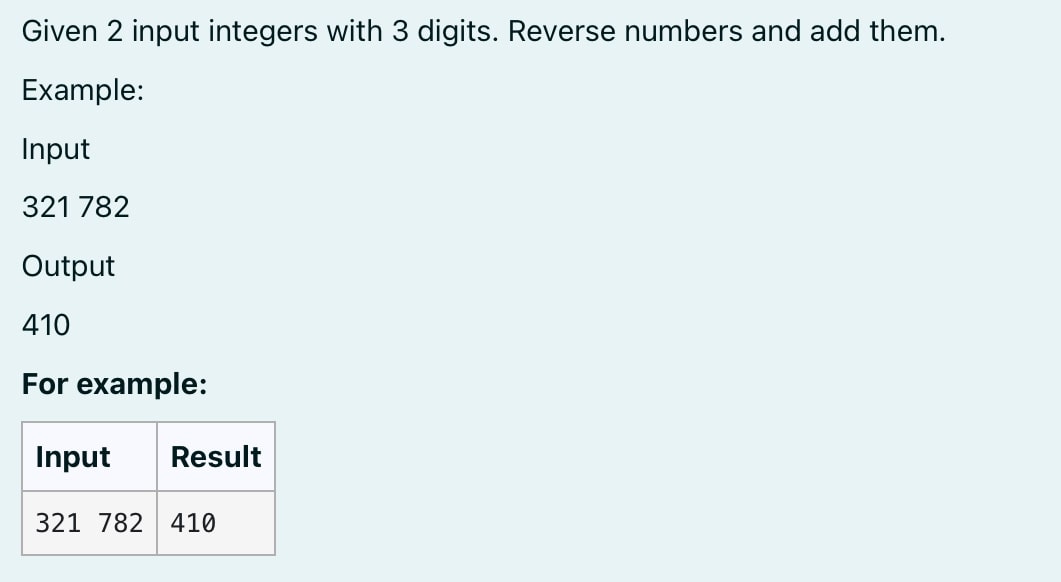 Given 2 input integers with 3 digits. Reverse numbers and add them.
Example:
Input
321 782
Output
410
For example:
Input Result
321 782 410